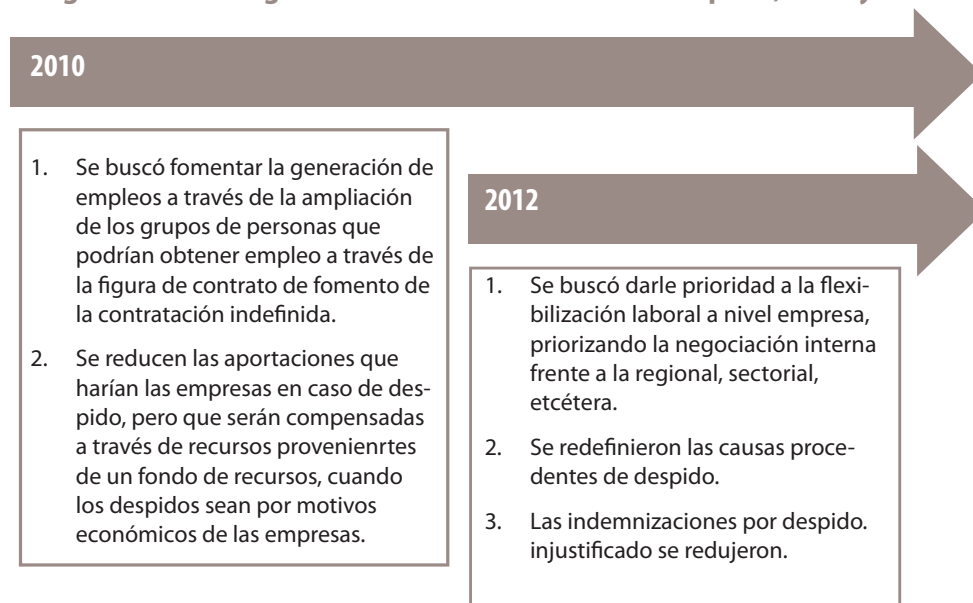 2010
1. Se buscó fomentar la generación de
empleos a través de la ampliación
de los grupos de personas que
podrían obtener empleo a través de
la figura de contrato de fomento de
la contratación indefinida.
2. Se reducen las aportaciones que
harían las empresas en caso de des-
pido, pero que serán compensadas
a través de recursos provenienrtes
de un fondo de recursos, cuando
los despidos sean por motivos
económicos de las empresas.
2012
1. Se buscó darle prioridad a la flexi-
bilización laboral a nivel empresa,
priorizando la negociación interna
frente a la regional, sectorial,
etcétera.
2. Se redefinieron las causas proce-
dentes de despido.
3. Las indemnizaciones por despido.
injustificado se redujeron.